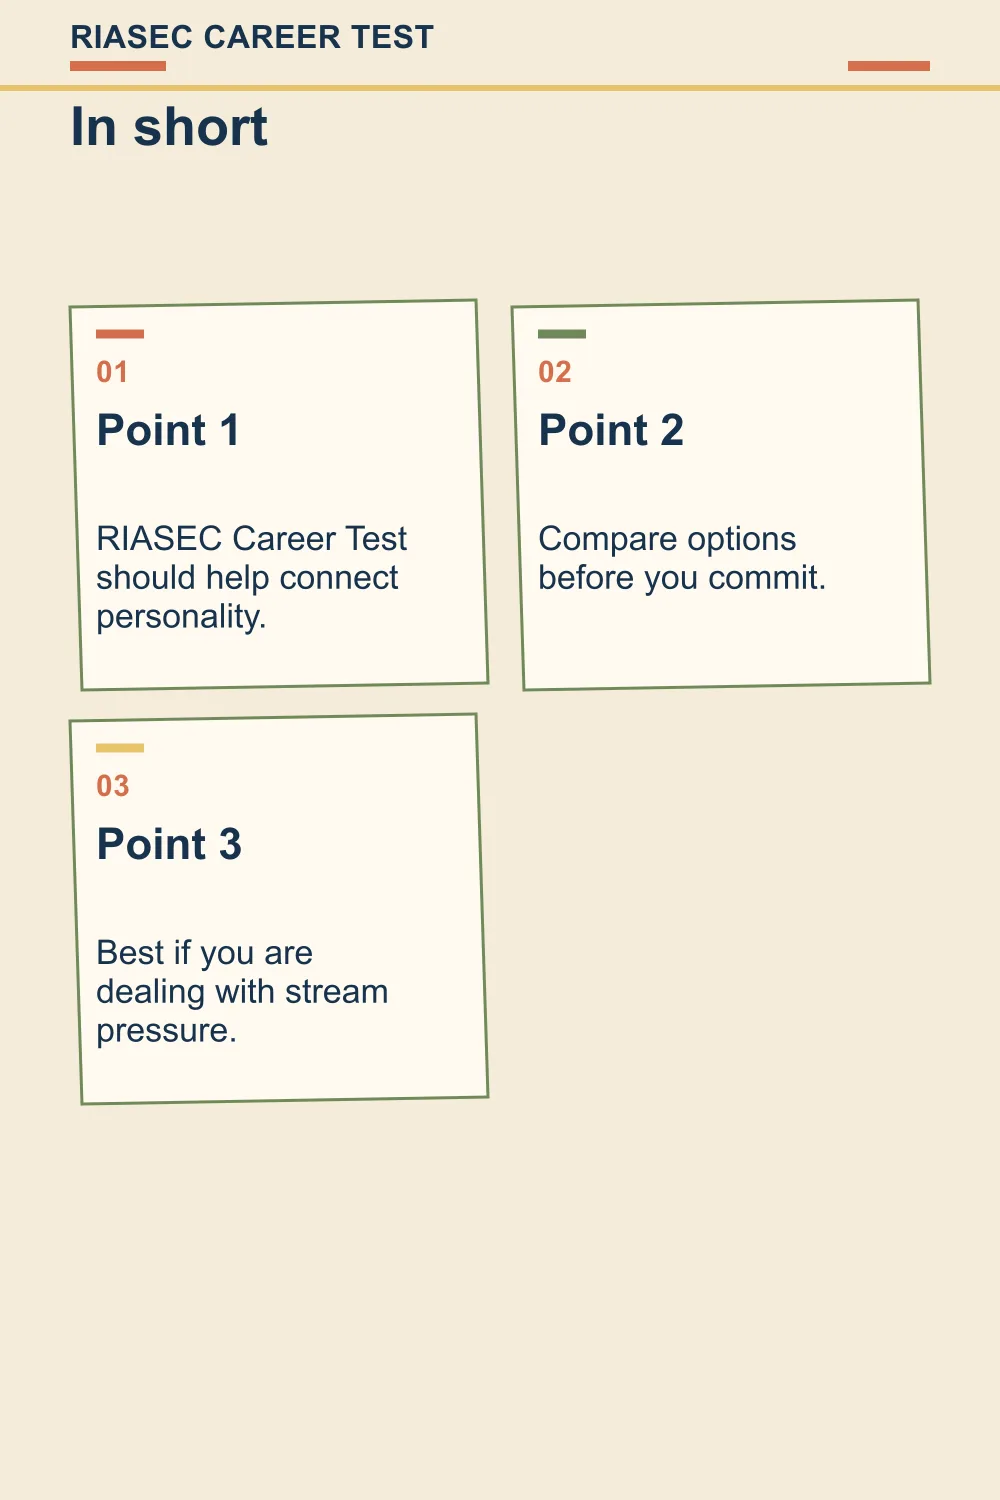 RIASEC CAREER TEST
In short
01
Point 1
RIASEC Career Test
should help connect
personality.
02
Point 2
Compare options
before you commit.
03
Point 3
Best if you are
dealing with stream
pressure.